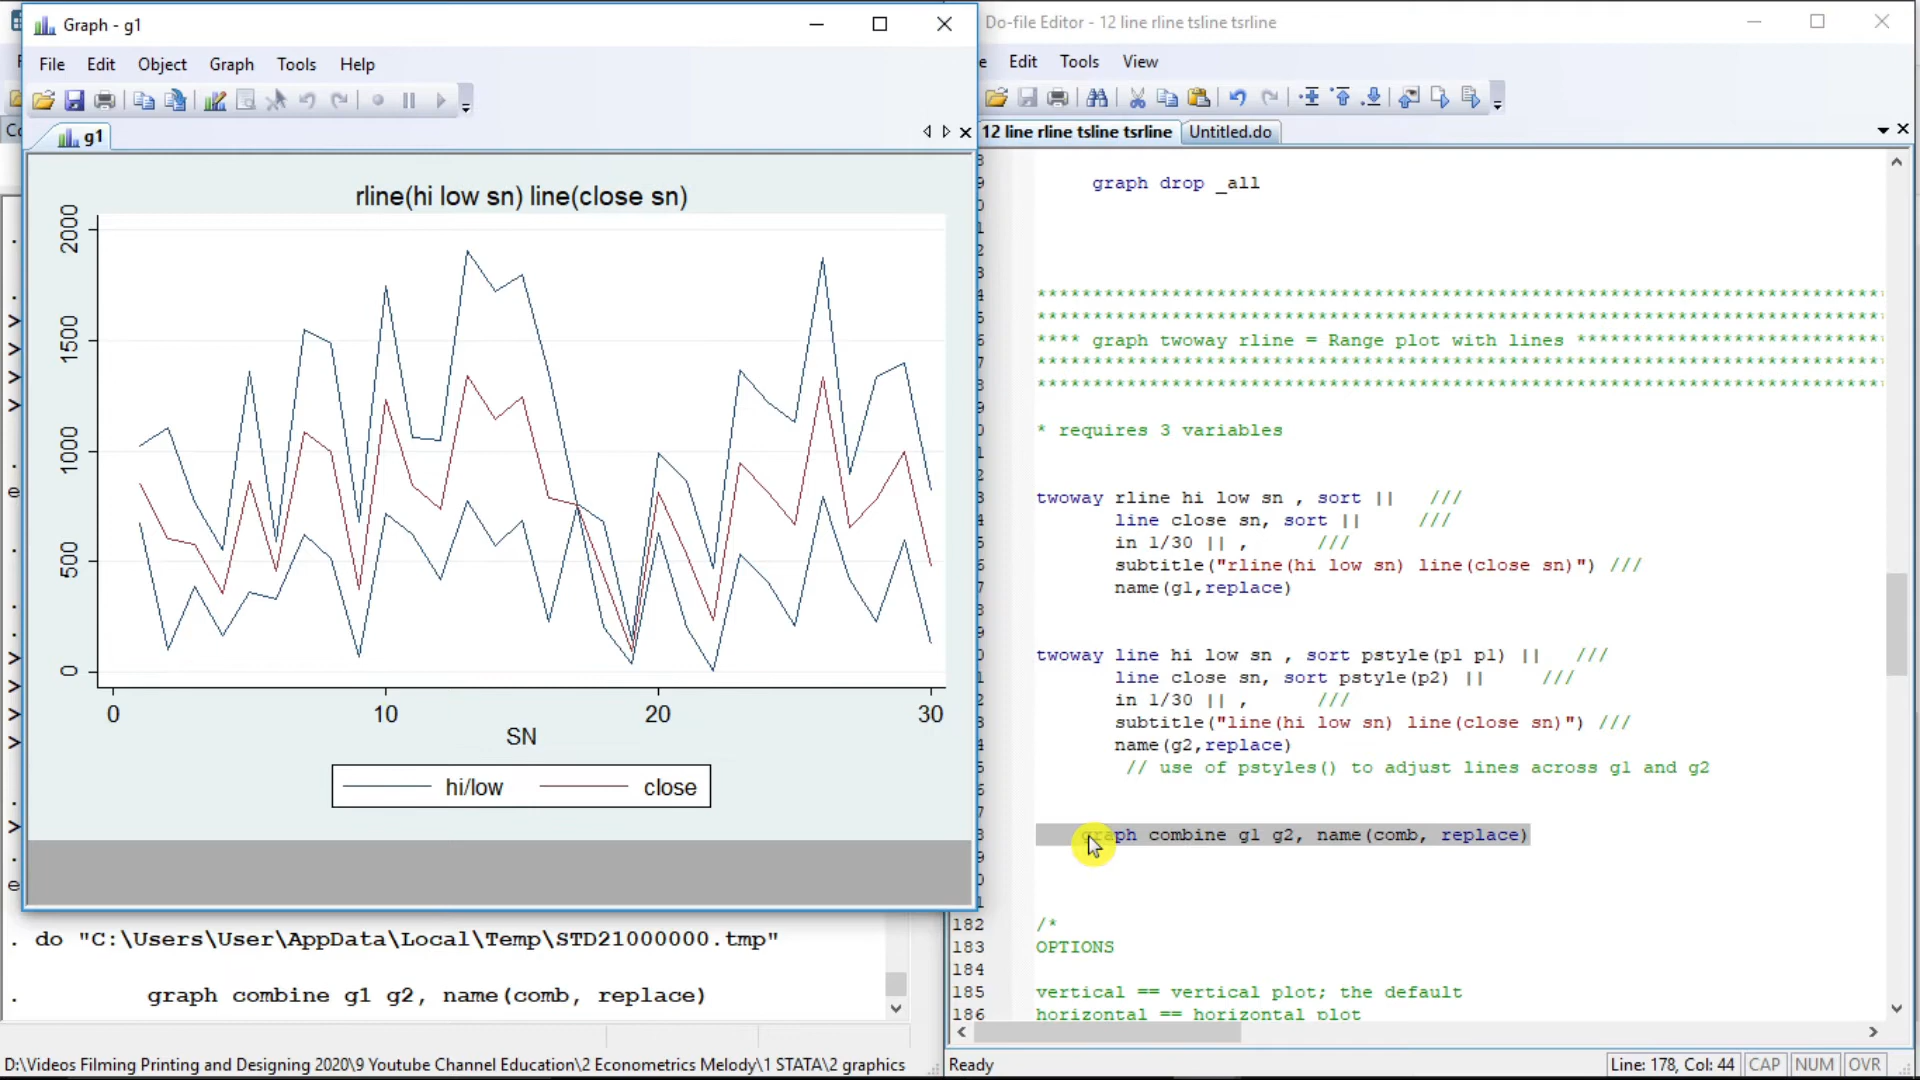 Graph - g1
File Edit Object Graph Tools Help
g1
rline(hi low sn) line(close sn)
2000
1500
1000
500
0
0 10 20 30
SN
hi/low close
. do "C:\Users\User\AppData\Local\Temp\STD21000000.tmp"
. graph combine g1 g2, name(comb, replace)
D:\Videos Filming Printing and Designing 2020\9 Youtube Channel Education\2 Econometrics Melody\1 STATA\2 graphics
Do-file Editor - 12 line rline tsline tsrline
Edit Tools View
12 line rline tsline tsrline Untitled.do
graph drop _all
**** graph twoway rline = Range plot with lines ****************************
* requires 3 variables
twoway rline hi low sn , sort || ///
line close sn, sort || ///
in 1/30 || , ///
subtitle("rline(hi low sn) line(close sn)") ///
name(g1,replace)
twoway line hi low sn , sort pstyle(p1 p1) || ///
line close sn, sort pstyle(p2) || ///
in 1/30 || , ///
subtitle("line(hi low sn) line(close sn)") ///
name(g2,replace)
// use of pstyles() to adjust lines across g1 and g2
graph combine g1 g2, name(comb, replace)
182 /*
183 OPTIONS
184
185 vertical == vertical plot; the default
186 horizontal == horizontal plot
Ready Line: 178, Col: 44 CAP NUM OVR